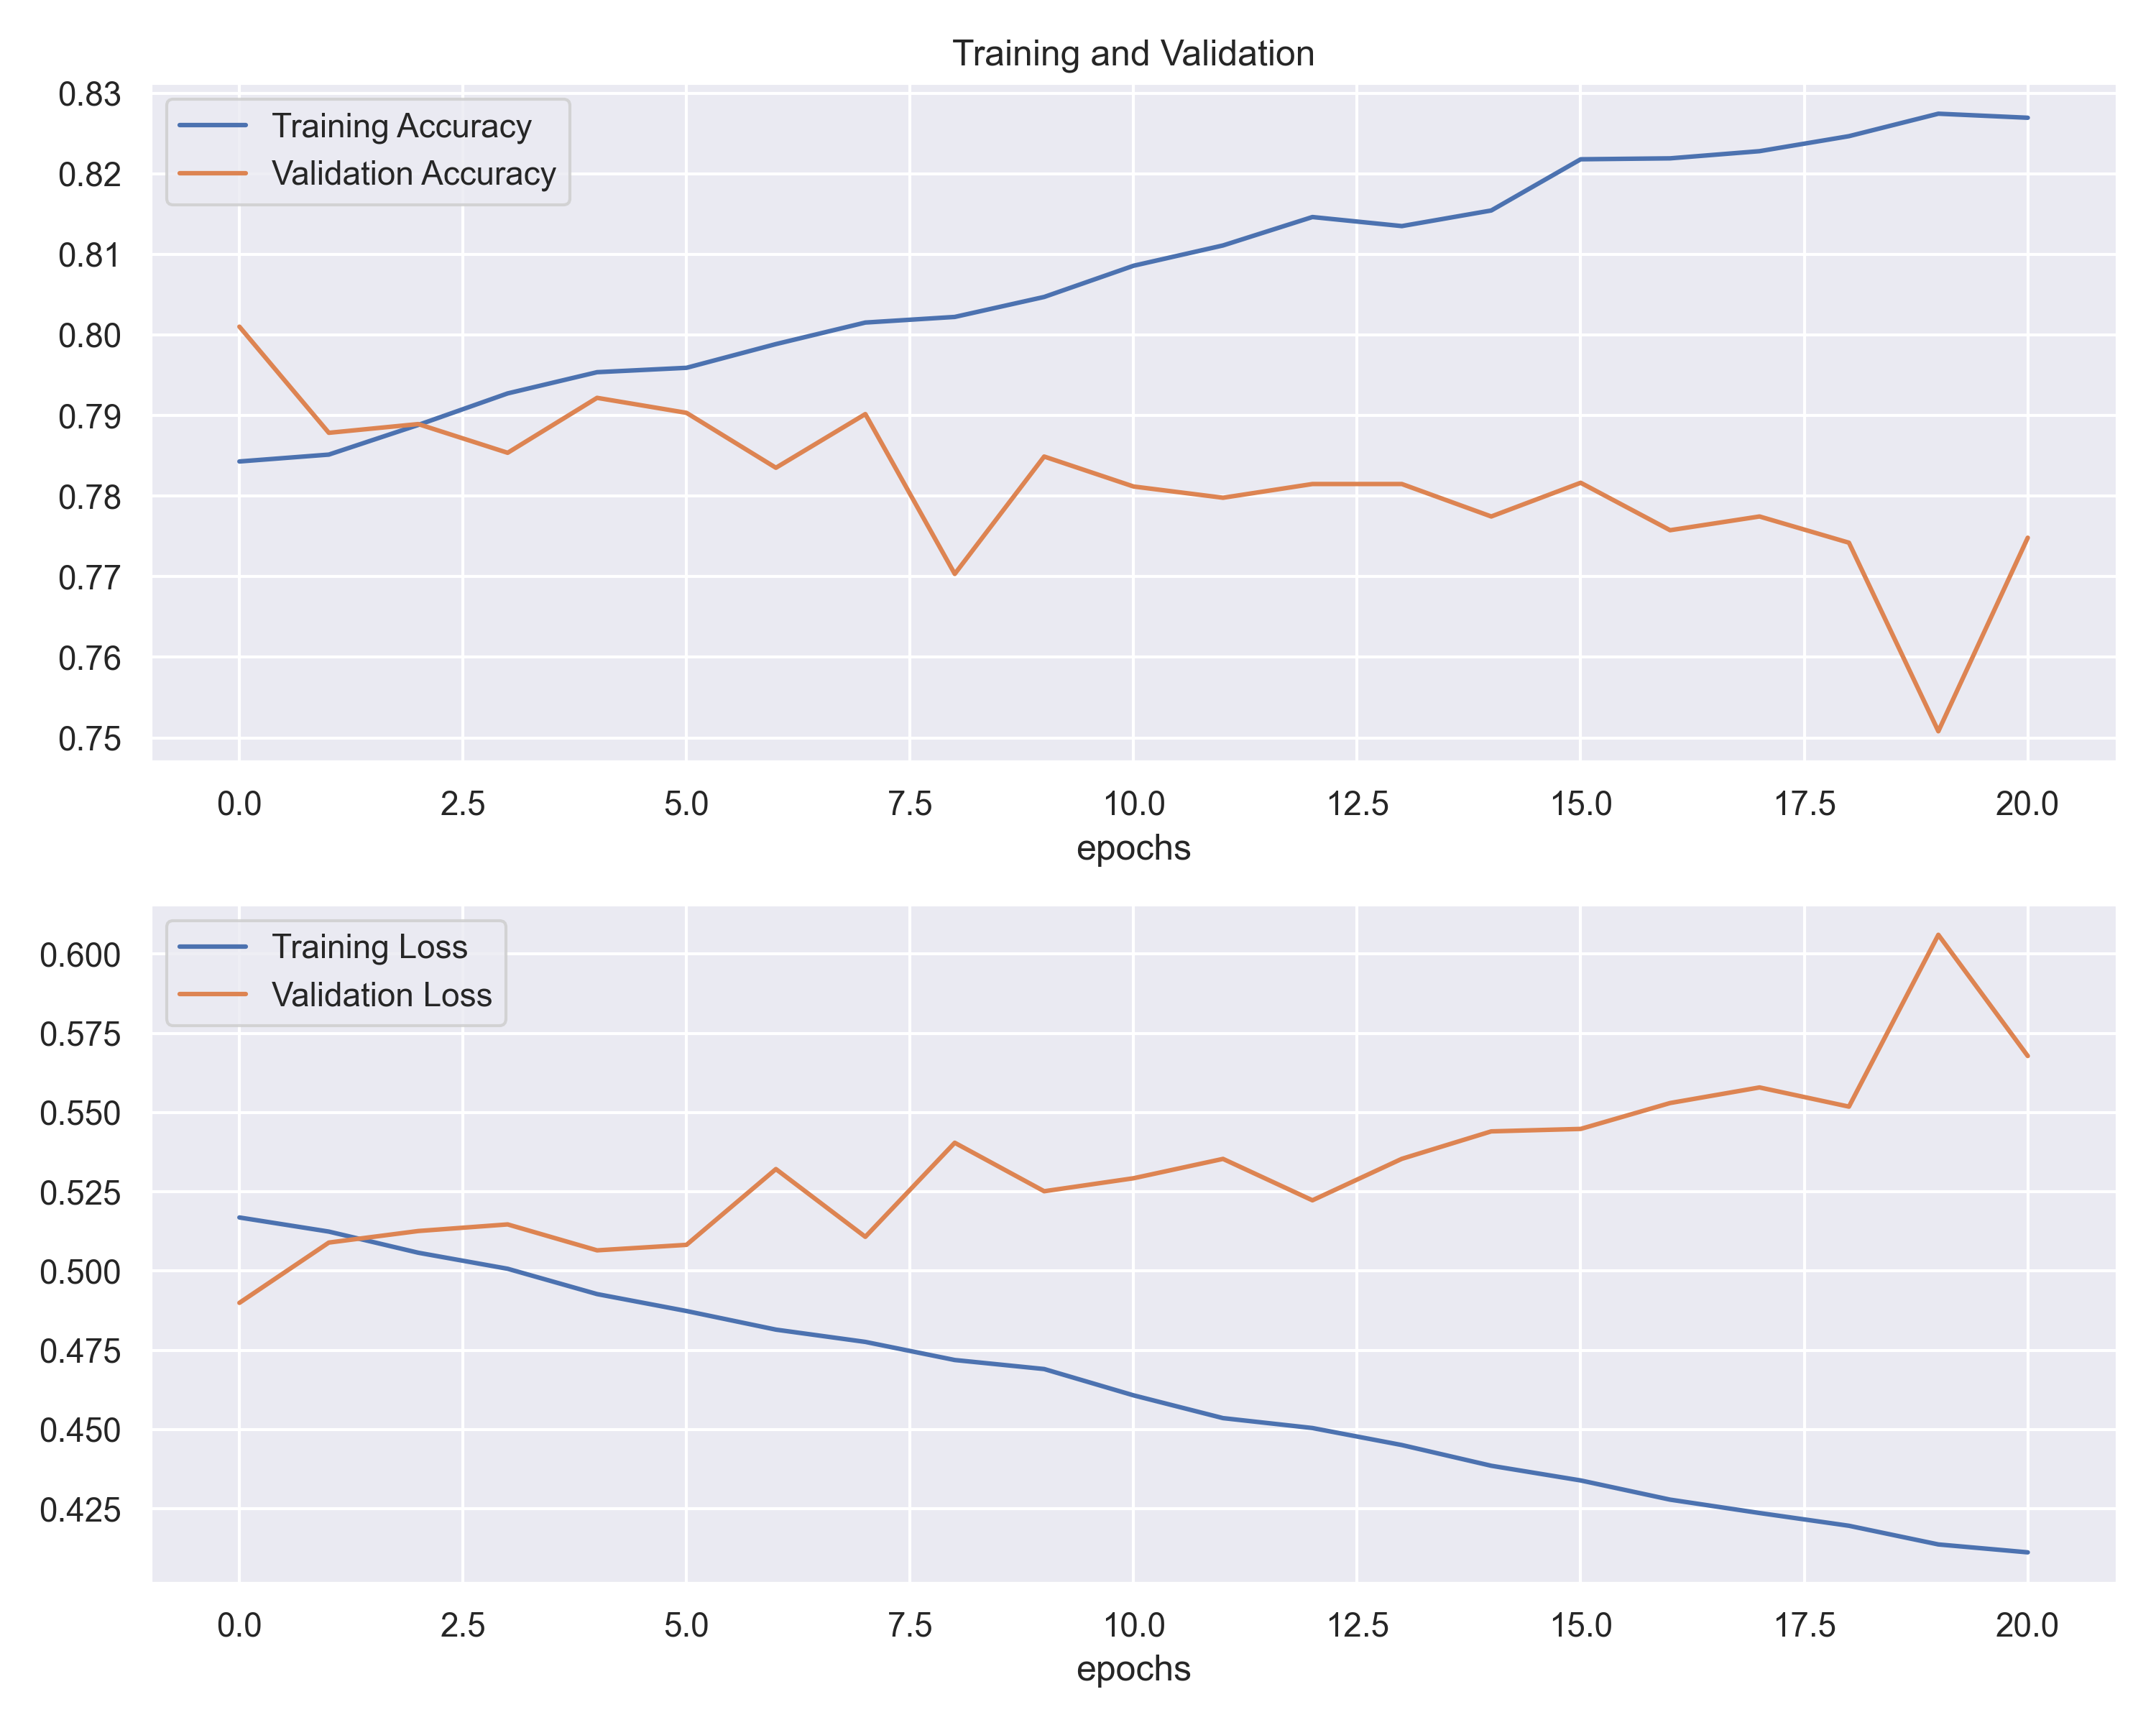 Training and Validation
0.83
0.82
0.81
0.80
0.79
0.78
0.77
0.76
0.75
Training Accuracy
Validation Accuracy
0.0 2.5 5.0 7.5 10.0 12.5 15.0 17.5 20.0
epochs
0.600
0.575
0.550
0.525
0.500
0.475
0.450
0.425
Training Loss
Validation Loss
0.0 2.5 5.0 7.5 10.0 12.5 15.0 17.5 20.0
epochs